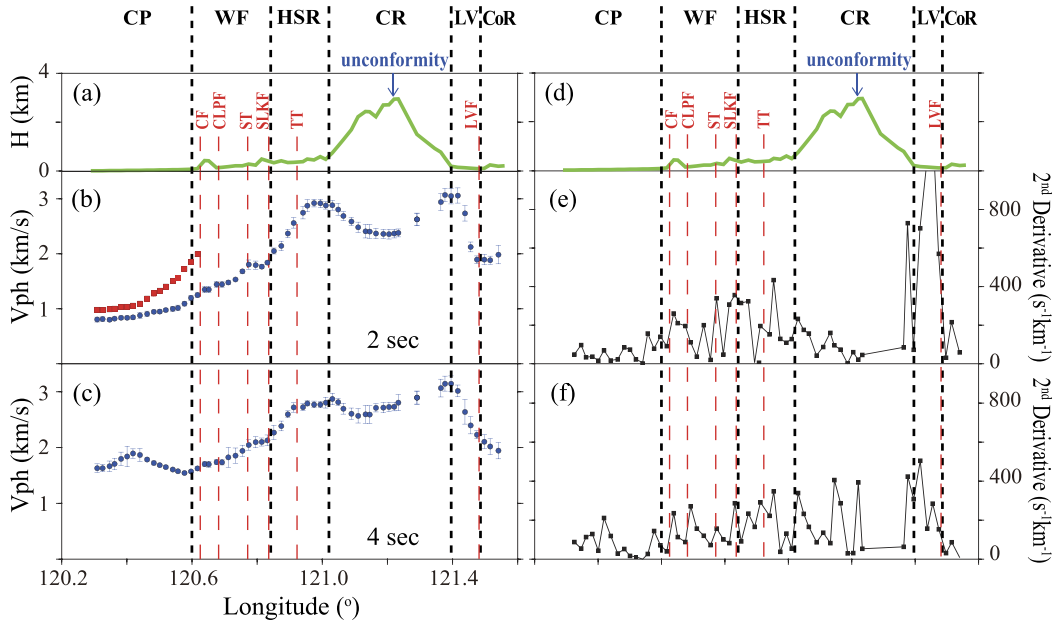 CP WF HSR CR LV CoR CP WF HSR CR LV CoR
unconformity unconformity
4
(a) (d)
H (km)
CF CLPF ST SLKF TT LVF CF CLPF ST SLKF TT LVF
0
(b) (e)
3
2
1
Vph (km/s)
2 sec
800
400
0
2nd Derivative (s-1km-1)
(c) (f)
3
2
1
Vph (km/s)
4 sec
800
400
0
2nd Derivative (s-1km-1)
120.2 120.6 121.0 121.4
Longitude (o)